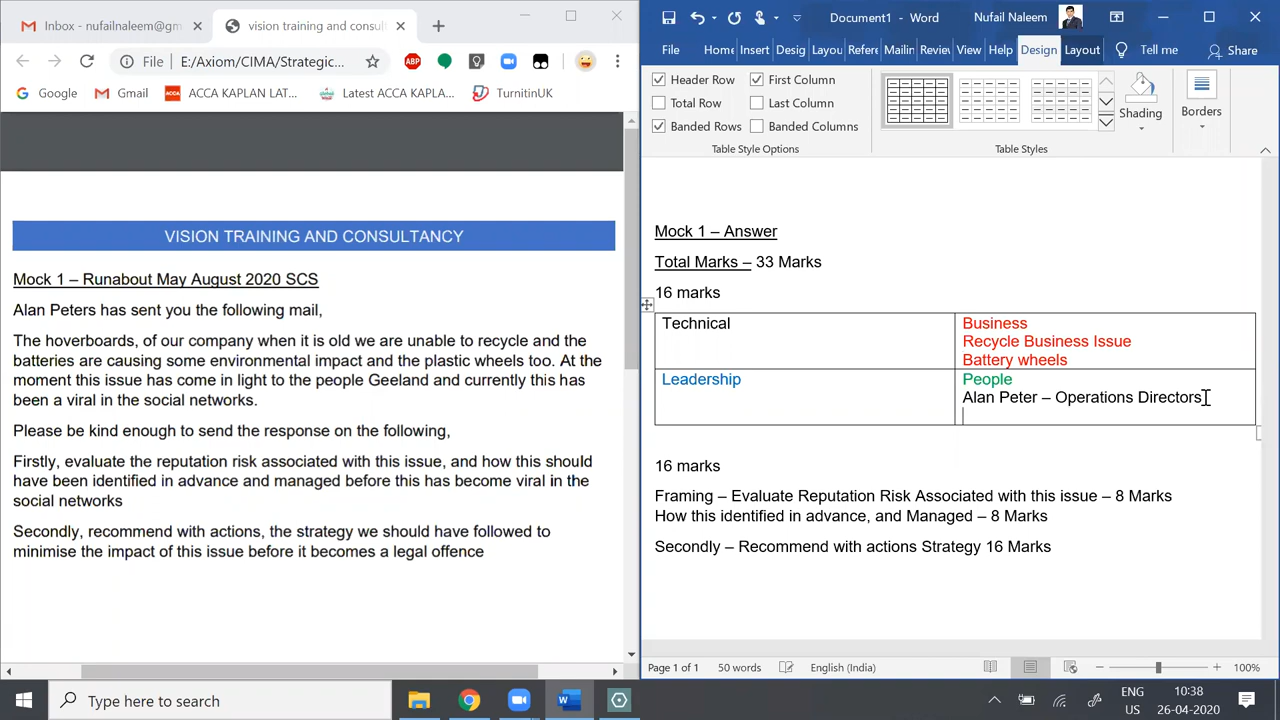 Inbox - nufailnaleem@gm
vision training and consult
File
E:/Axiom/CIMA/Strategic...
ABP
Google
Gmail
ACCA
ACCA KAPLAN LAT...
Latest ACCA KAPLA...
TurnitinUK
VISION TRAINING AND CONSULTANCY
Mock 1 – Runabout May August 2020 SCS
Alan Peters has sent you the following mail,
The hoverboards, of our company when it is old we are unable to recycle and the
batteries are causing some environmental impact and the plastic wheels too. At the
moment this issue has come in light to the people Geeland and currently this has
been a viral in the social networks.
Please be kind enough to send the response on the following,
Firstly, evaluate the reputation risk associated with this issue, and how this should
have been identified in advance and managed before this has become viral in the
social networks
Secondly, recommend with actions, the strategy we should have followed to
minimise the impact of this issue before it becomes a legal offence
Document1 - Word
Nufail Naleem
File
Home
Insert
Desig
Layou
Refere
Mailin
Review
View
Help
Design
Layout
Tell me
Share
Header Row
First Column
Total Row
Last Column
Banded Rows
Banded Columns
Table Style Options
Table Styles
Shading
Borders
Mock 1 – Answer
Total Marks – 33 Marks
16 marks
Technical
Business
Recycle Business Issue
Battery wheels
Leadership
People
Alan Peter – Operations Directors
16 marks
Framing – Evaluate Reputation Risk Associated with this issue – 8 Marks
How this identified in advance, and Managed – 8 Marks
Secondly – Recommend with actions Strategy 16 Marks
Page 1 of 1
50 words
English (India)
100%
Type here to search
ENG
US
10:38
26-04-2020